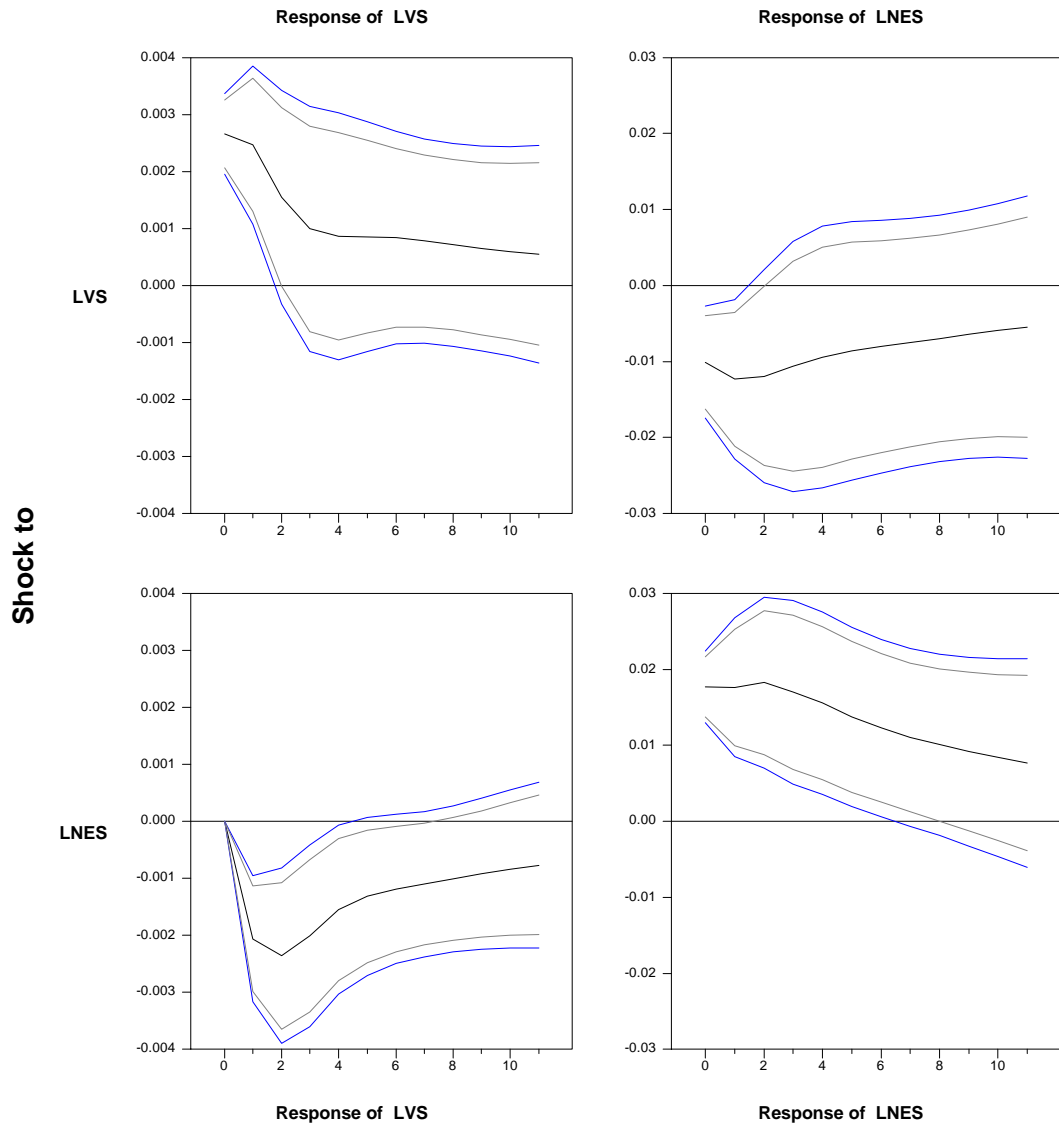 Response of LVS
Response of LNES
0.004
0.003
0.002
0.001
0.000
-0.001
-0.002
-0.003
-0.004
0 2 4 6 8 10
LVS
0.03
0.02
0.01
0.00
-0.01
-0.02
-0.03
0 2 4 6 8 10
Shock to
0.004
0.003
0.002
0.001
0.000
-0.001
-0.002
-0.003
-0.004
0 2 4 6 8 10
LNES
0.03
0.02
0.01
0.00
-0.01
-0.02
-0.03
0 2 4 6 8 10
Response of LVS
Response of LNES